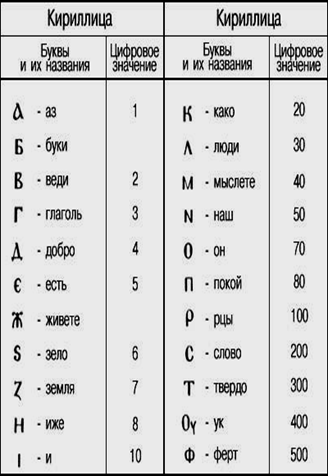 Кириллица Кириллица
Буквы и их названия Цифровое значение Буквы и их названия Цифровое значение
Ⰰ - аз 1 К - како 20
Б - буки Л - люди 30
В - веди 2 М - мыслете 40
Г - глаголь 3 N - наш 50
Д - добро 4 О - он 70
Є - есть 5 П - покой 80
Ж - живете Р - рцы 100
Ѕ - зело 6 С - слово 200
Ꙁ - земля 7 Т - твердо 300
Н - иже 8 Оу - ук 400
І - и 10 Ф - ферт 500